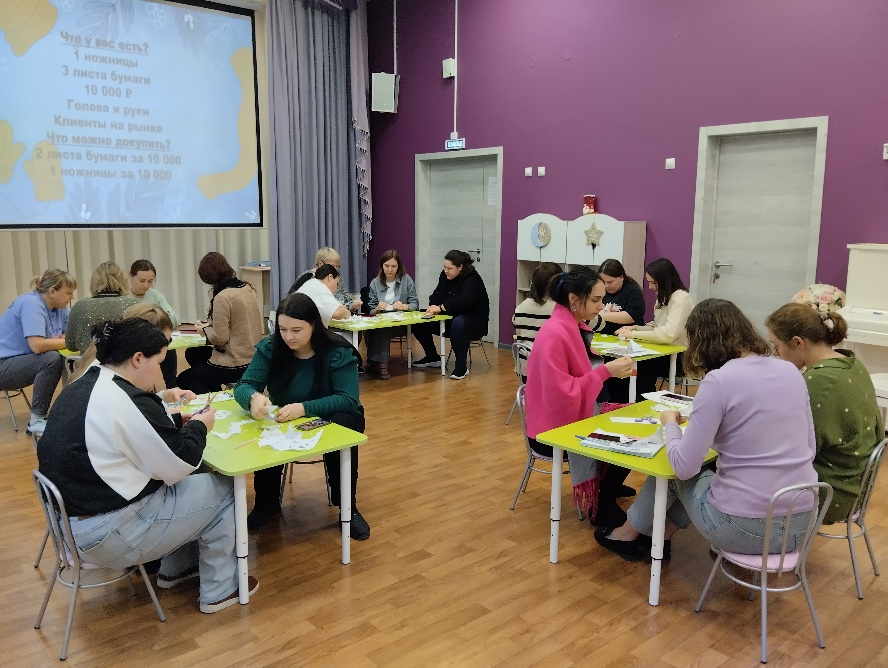 Что у вас есть?
1 ножницы
3 листа бумаги
10 000 ₽
Голова и руки
Клиенты на рынке
Что можно докупить?
2 листа бумаги за 10 000
1 ножницы за 10 000
ВЫХОД